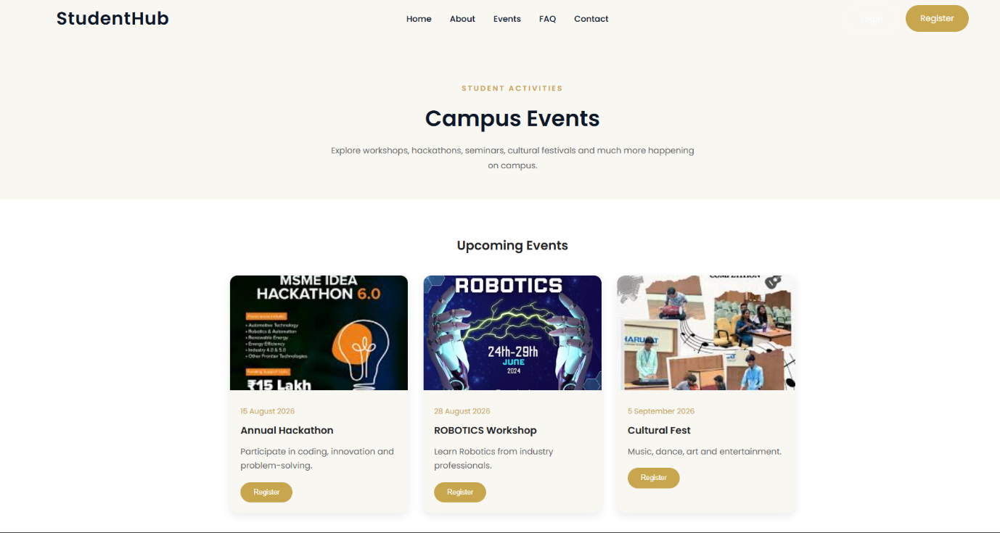 StudentHub
Home About Events FAQ Contact
Login
Register
STUDENT ACTIVITIES
Campus Events
Explore workshops, hackathons, seminars, cultural festivals and much more happening
on campus.
Upcoming Events
MSME IDEA
HACKATHON 6.0
• Automotive Technology
• Robotics & Automation
• Renewable Energy
• Energy Efficiency
• Industry 4.0 & 5.0
• Other Frontier Technologies
₹15 Lakh
15 August 2026
Annual Hackathon
Participate in coding, innovation and
problem-solving.
Register
ROBOTICS
24th-29th
JUNE
2024
28 August 2026
ROBOTICS Workshop
Learn Robotics from industry
professionals.
Register
COMPETITION
HARUSAT
5 September 2026
Cultural Fest
Music, dance, art and entertainment.
Register